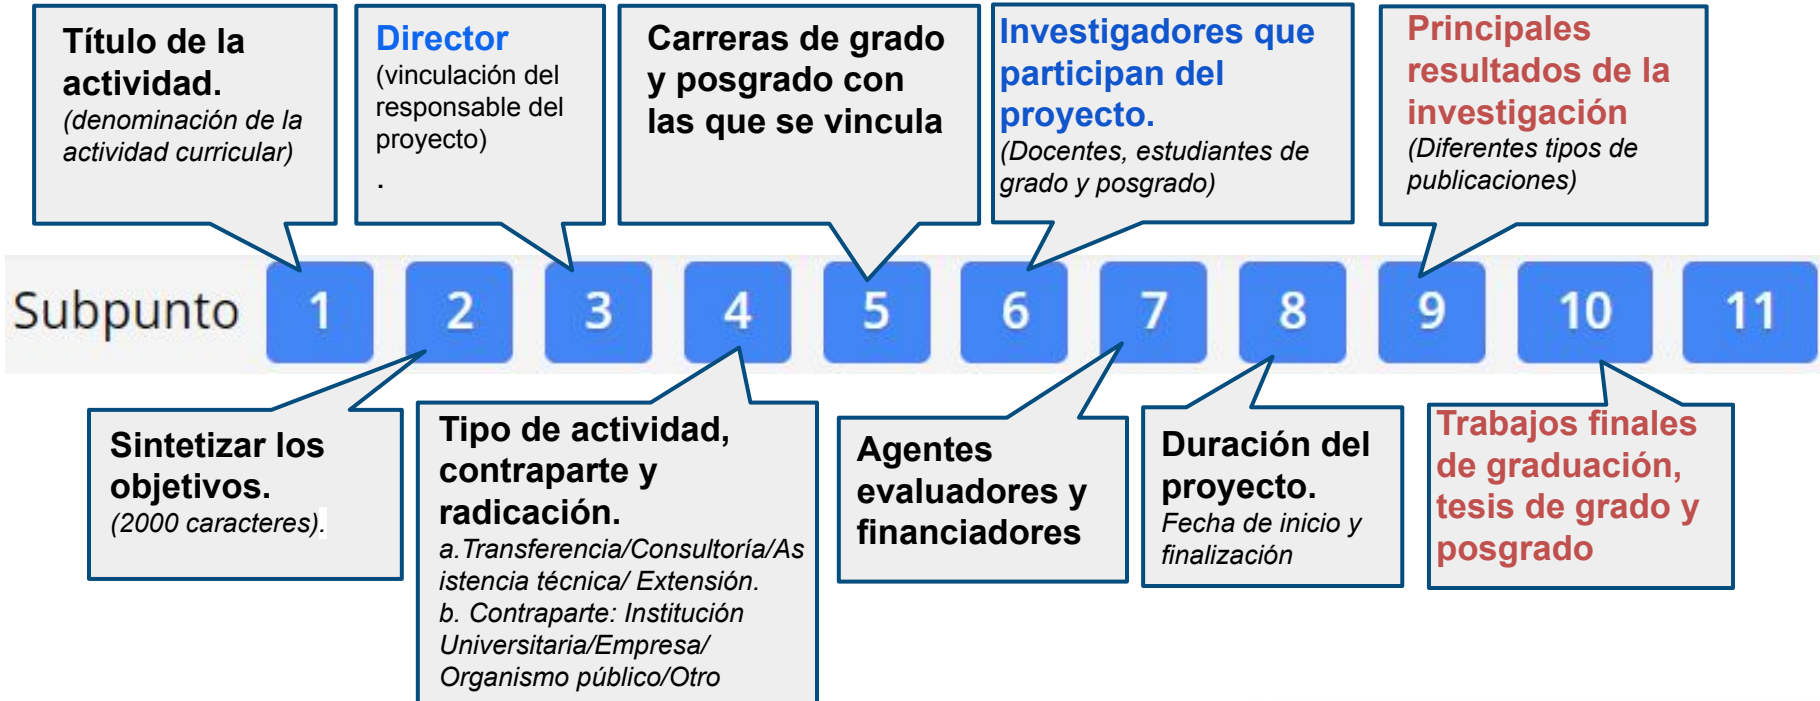 Título de la
actividad.
(denominación de la
actividad curricular)
Director
(vinculación del
responsable del
proyecto)
.
Carreras de grado
y posgrado con
las que se vincula
Investigadores que
participan del
proyecto.
(Docentes, estudiantes de
grado y posgrado)
Principales
resultados de la
investigación
(Diferentes tipos de
publicaciones)
Subpunto 1 2 3 4 5 6 7 8 9 10 11
Sintetizar los
objetivos.
(2000 caracteres).
Tipo de actividad,
contraparte y
radicación.
a.Transferencia/Consultoría/As
istencia técnica/ Extensión.
b. Contraparte: Institución
Universitaria/Empresa/
Organismo público/Otro
Agentes
evaluadores y
financiadores
Duración del
proyecto.
Fecha de inicio y
finalización
Trabajos finales
de graduación,
tesis de grado y
posgrado